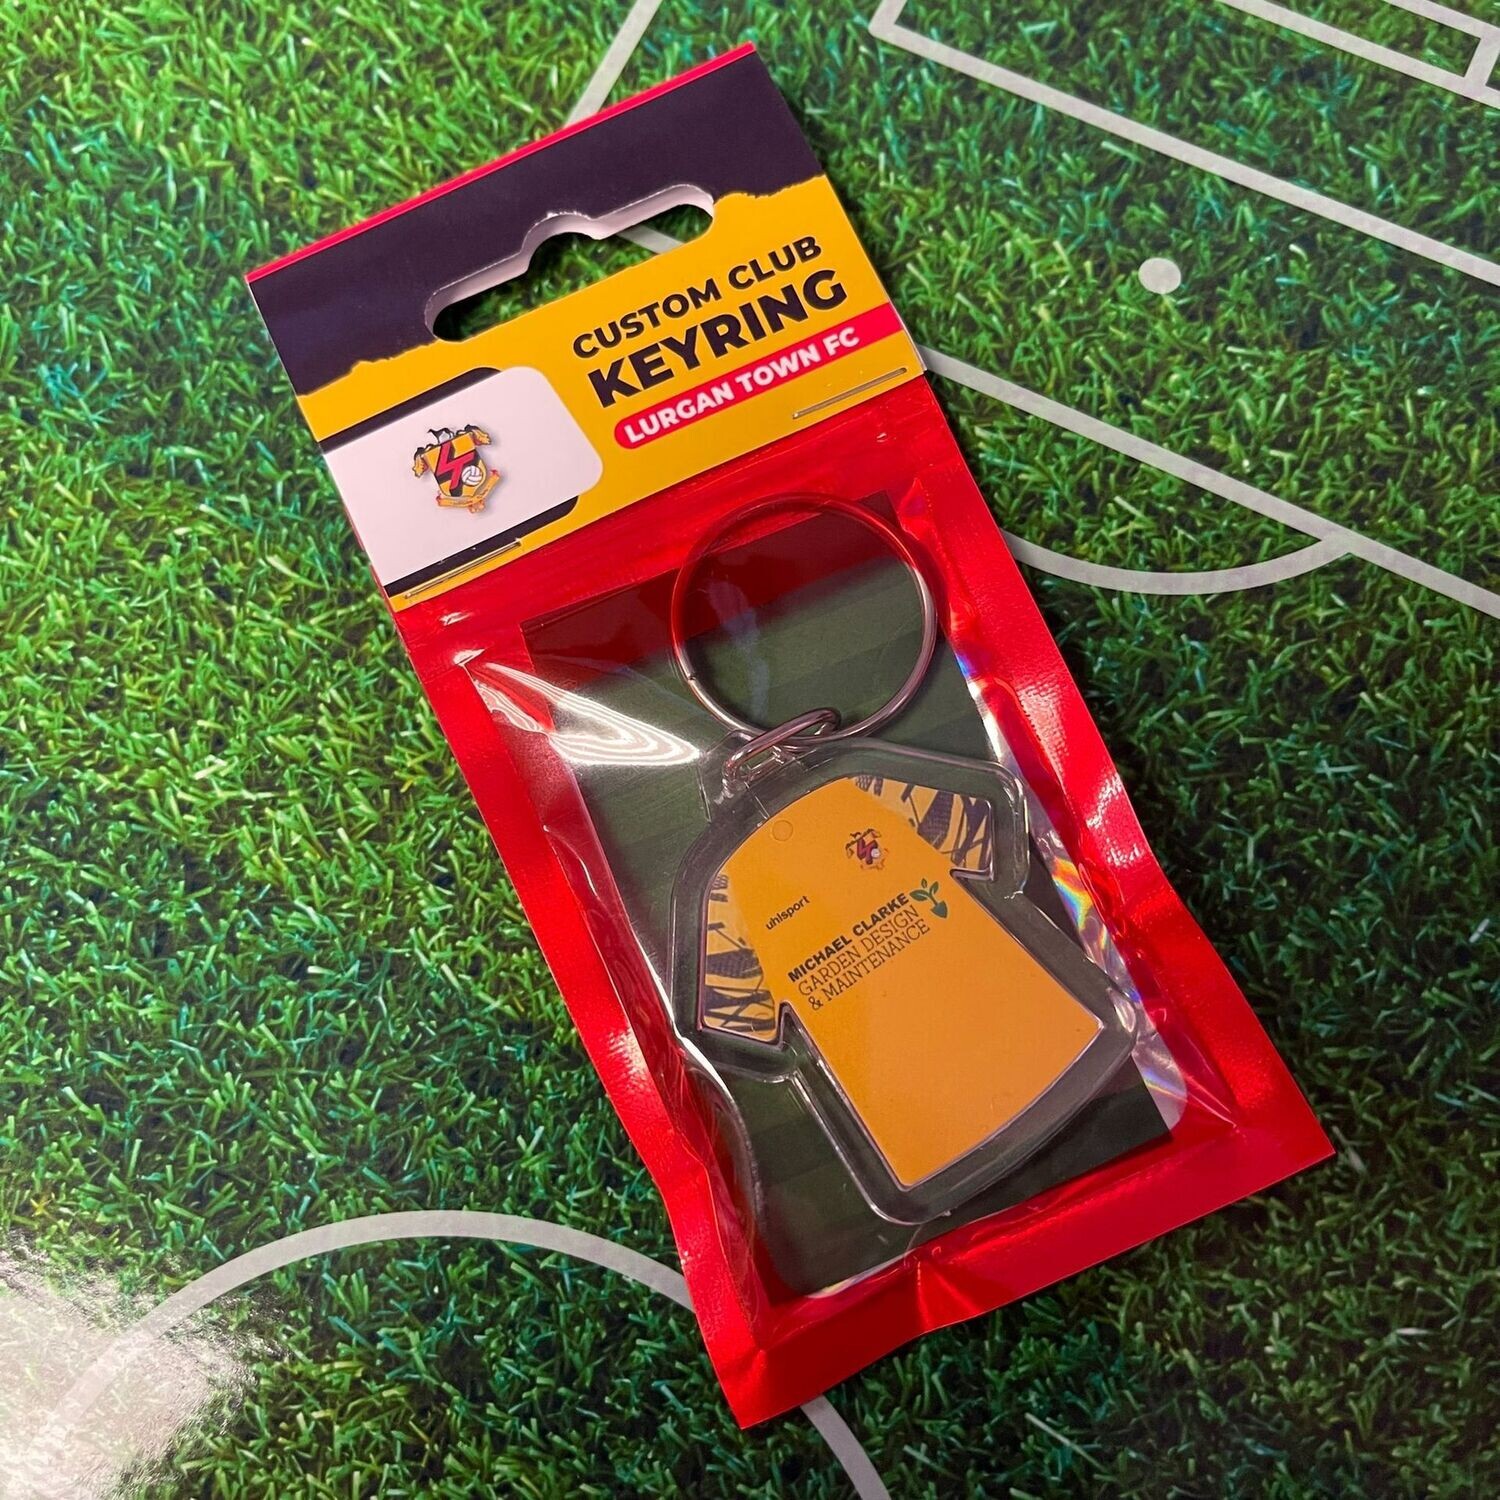 CUSTOM CLUB
KEYRING
LURGAN TOWN FC
uhlsport
MICHAEL CLARKE
GARDEN DESIGN
& MAINTENANCE